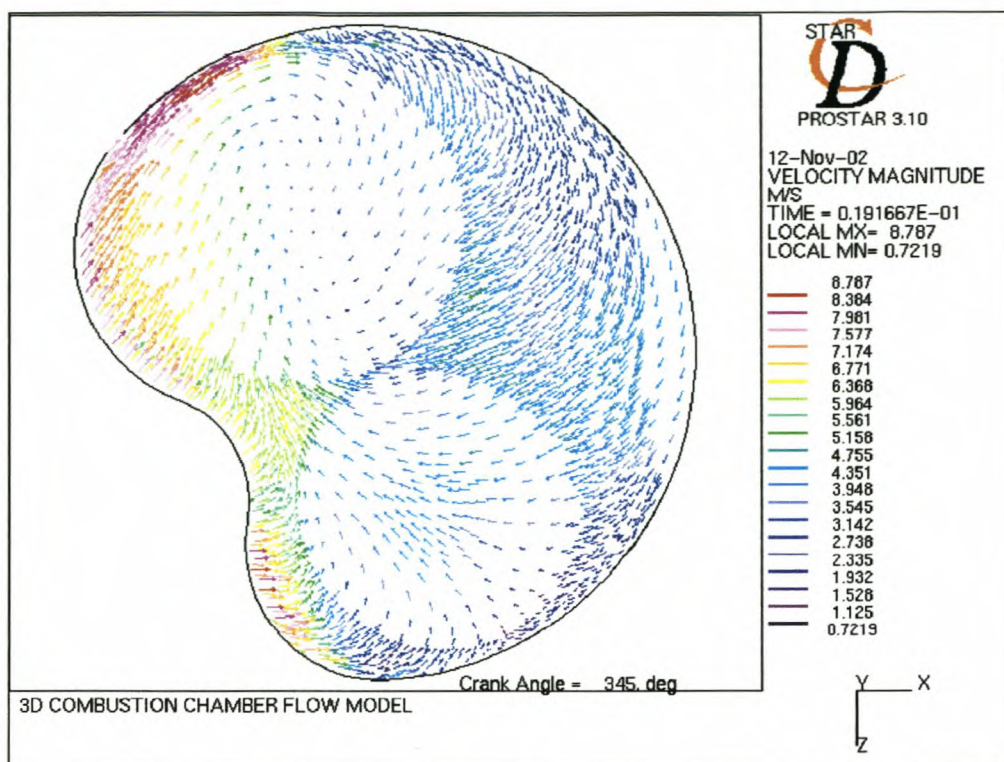 STAR
CD
PROSTAR 3.10
12-Nov-02
VELOCITY MAGNITUDE
M/S
TIME = 0.191667E-01
LOCAL MX= 8.787
LOCAL MN= 0.7219
8.787
8.384
7.981
7.577
7.174
6.771
6.368
5.964
5.561
5.158
4.755
4.351
3.948
3.545
3.142
2.738
2.335
1.932
1.528
1.125
0.7219
Crank Angle = 345. deg
3D COMBUSTION CHAMBER FLOW MODEL
Y X
Z